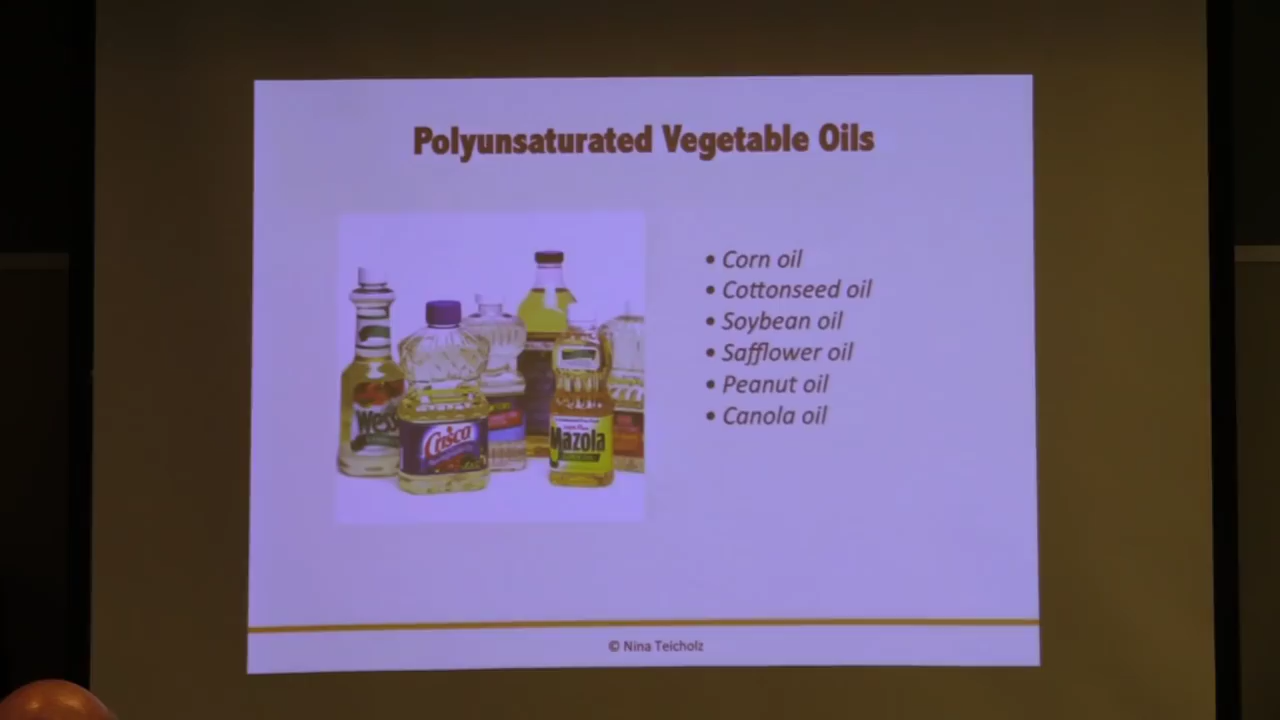 Polyunsaturated Vegetable Oils
• Corn oil
• Cottonseed oil
• Soybean oil
• Safflower oil
• Peanut oil
• Canola oil
Wess
Crisco
Mazola
© Nina Teicholz